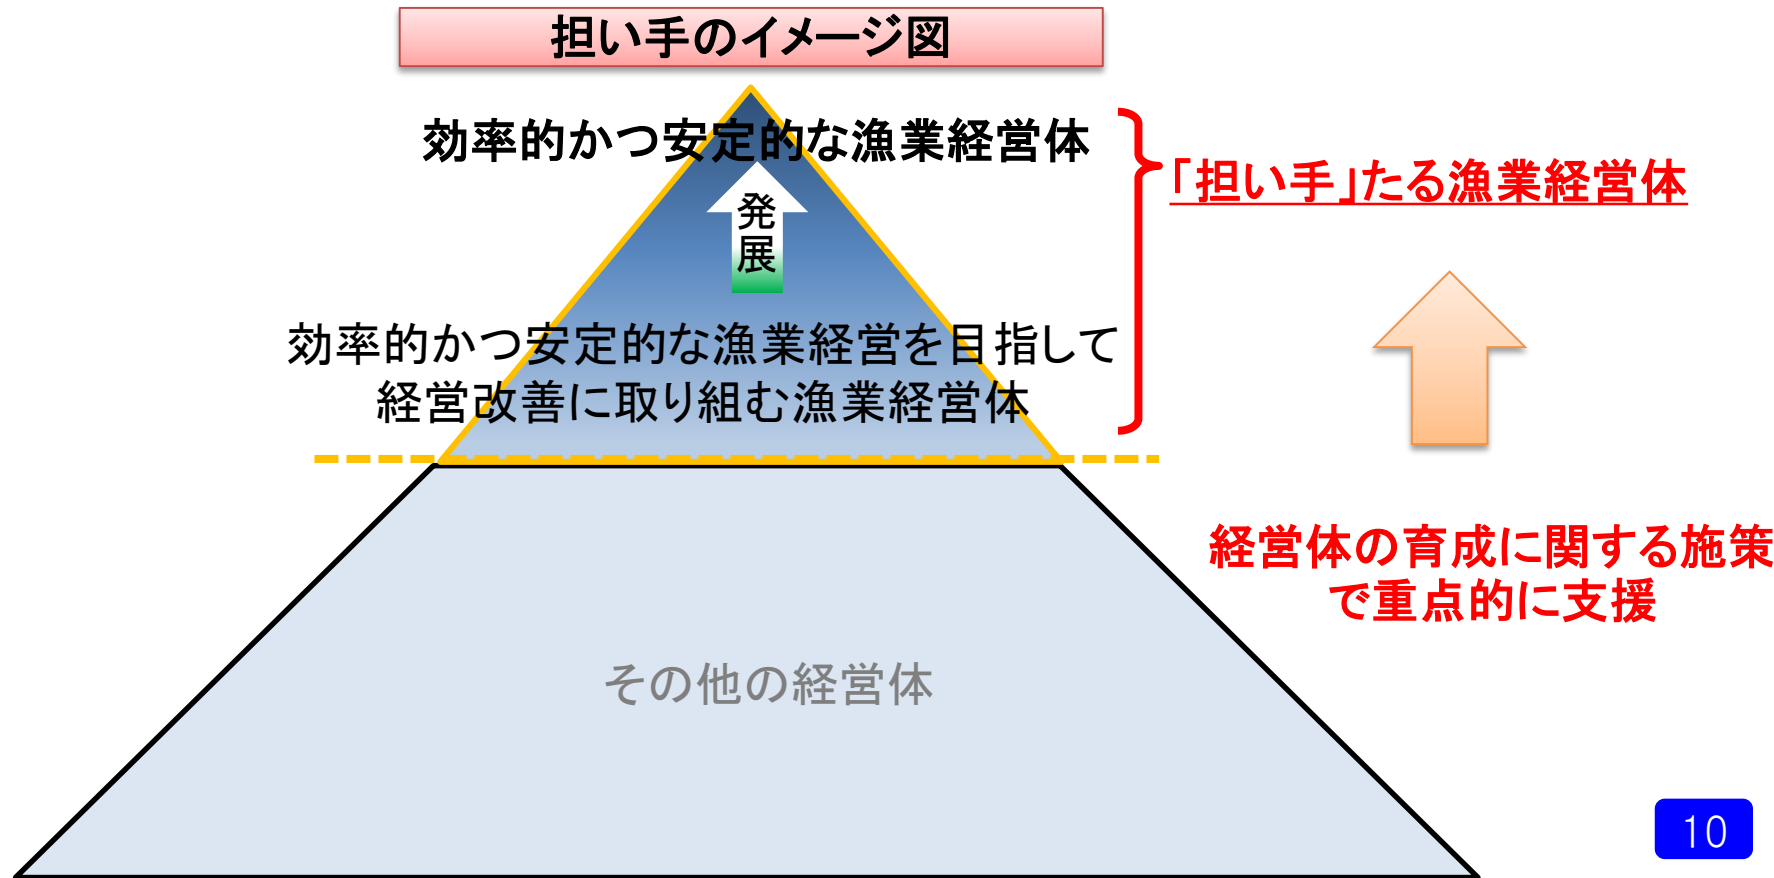 担い手のイメージ図
効率的かつ安定的な漁業経営体
「担い手」たる漁業経営体
発
展
効率的かつ安定的な漁業経営を目指して
経営改善に取り組む漁業経営体
経営体の育成に関する施策
で重点的に支援
その他の経営体
10